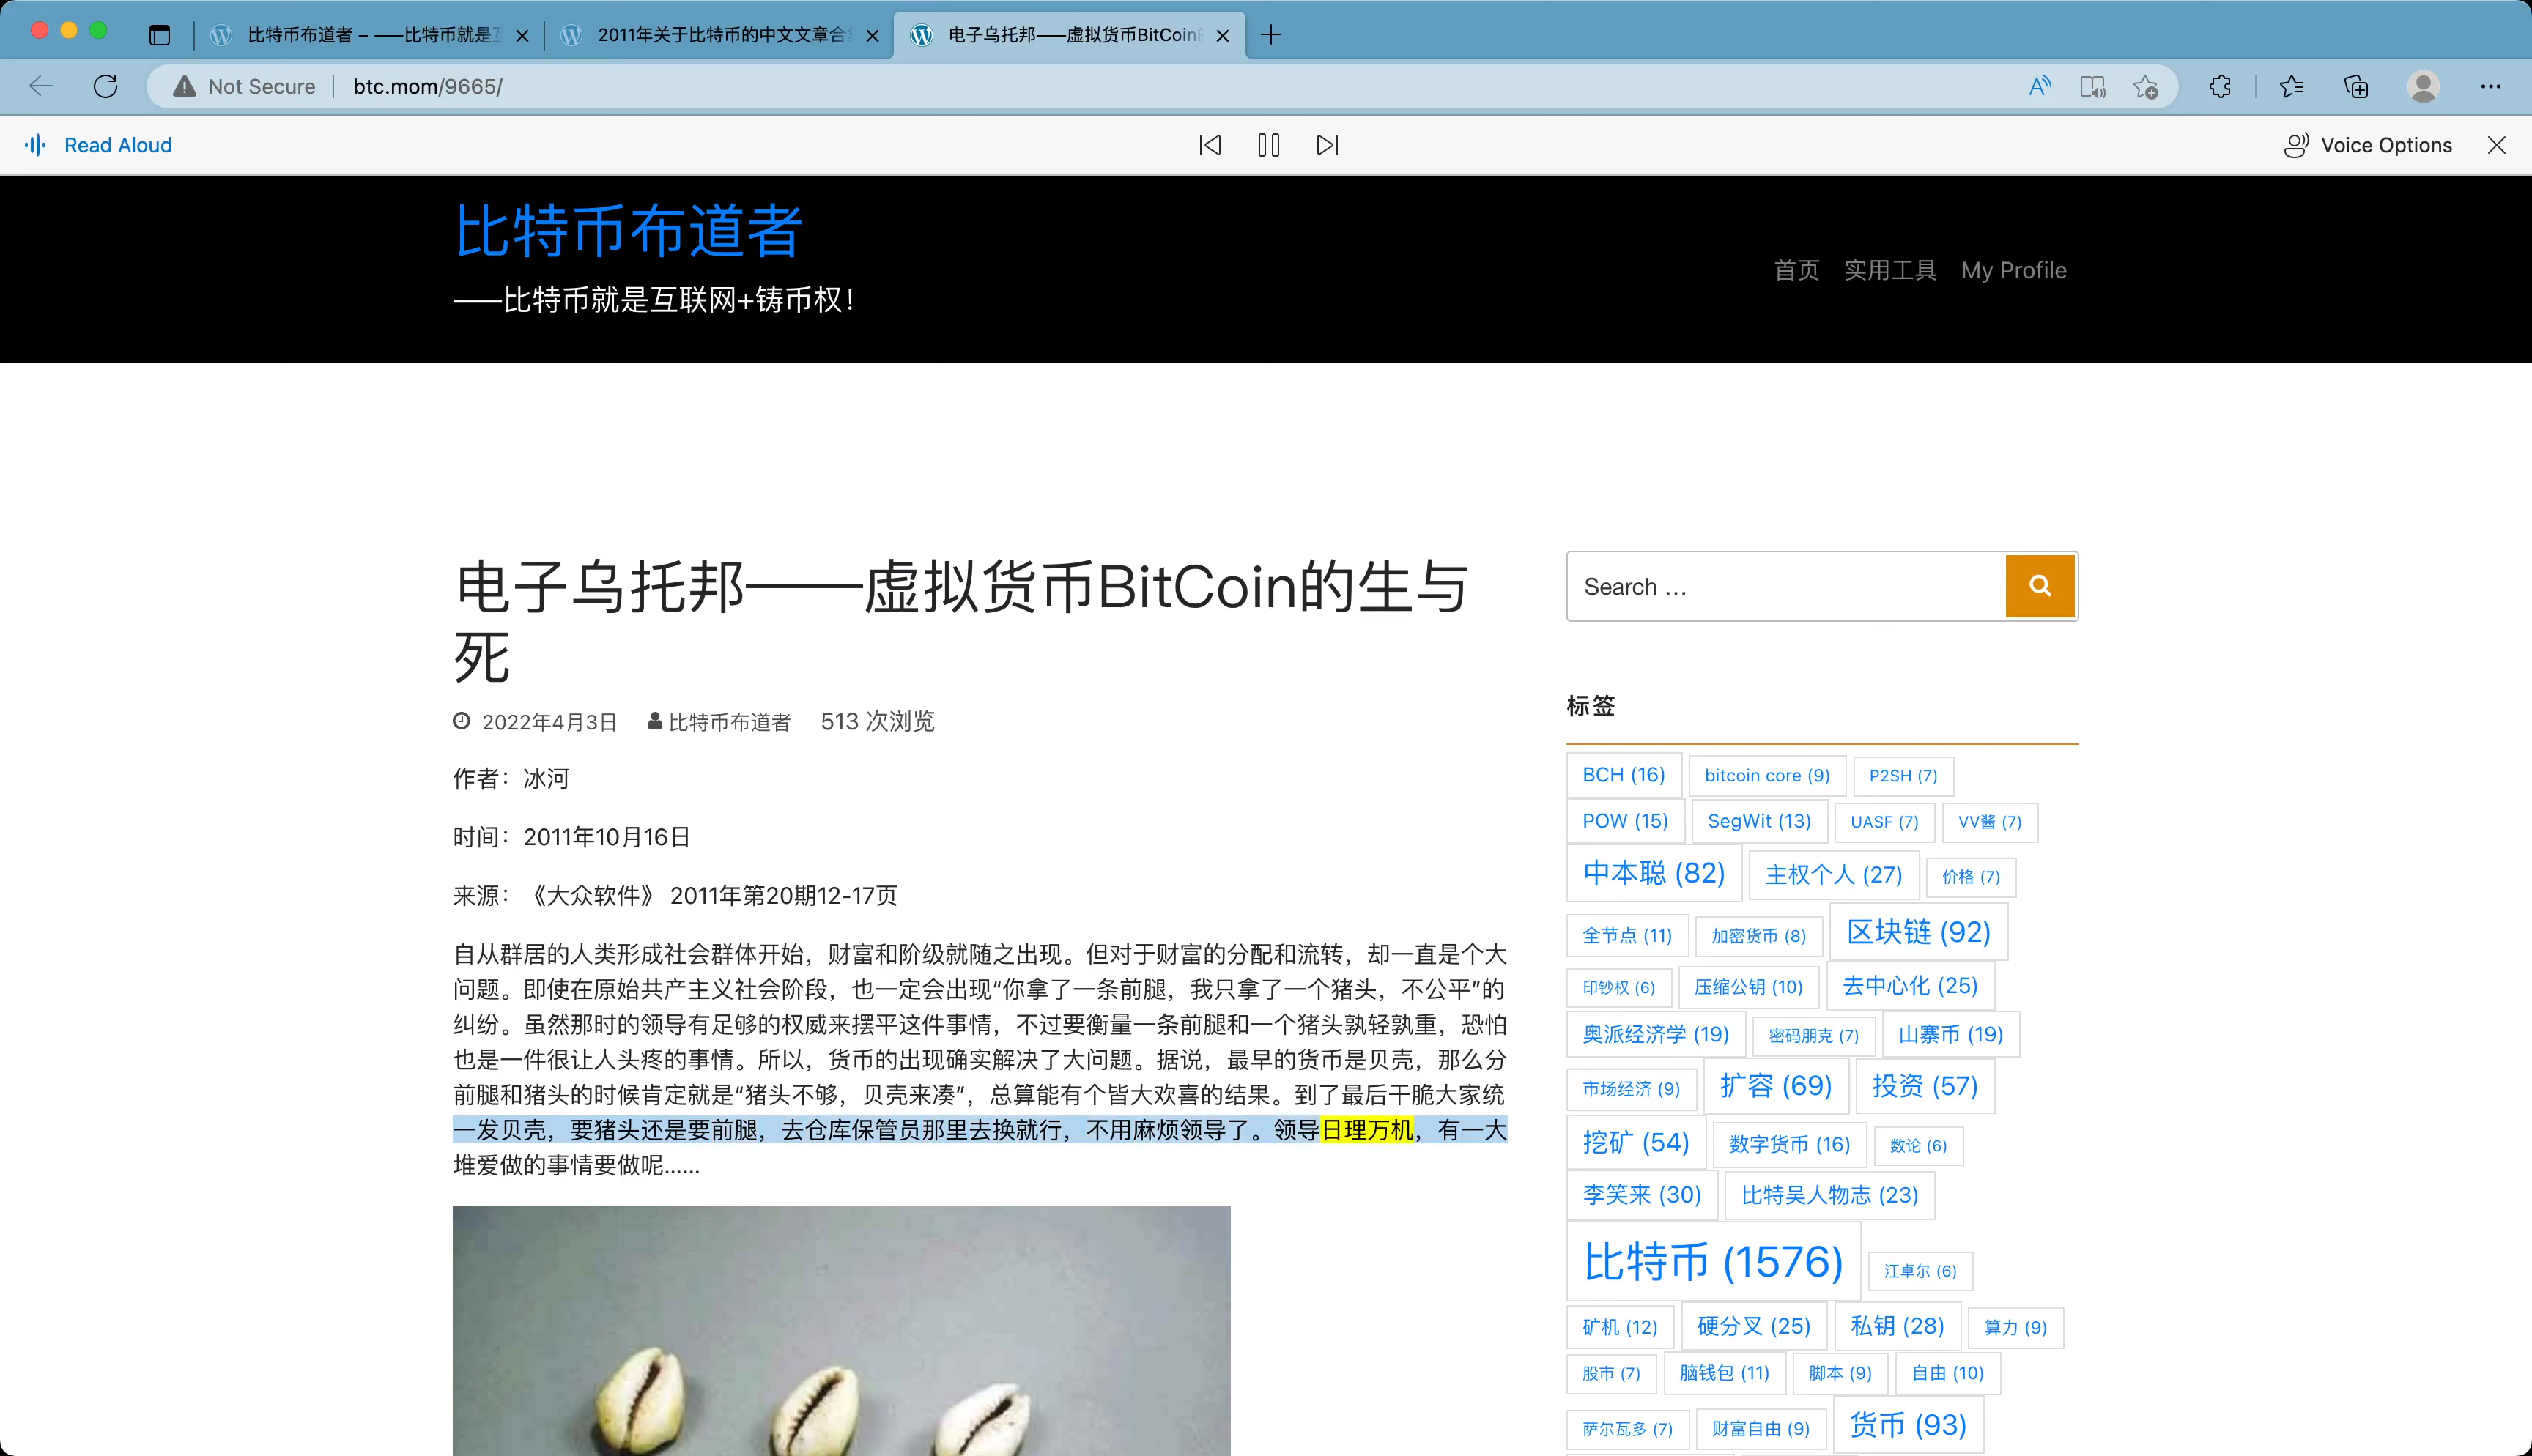 比特币布道者 – ——比特币就是互
2011年关于比特币的中文文章合集
电子乌托邦——虚拟货币BitCoin的
Not Secure
btc.mom/9665/
Read Aloud
Voice Options
比特币布道者
——比特币就是互联网+铸币权！
首页 实用工具 My Profile
电子乌托邦——虚拟货币BitCoin的生与
死
2022年4月3日 比特币布道者 513 次浏览
作者：冰河
时间：2011年10月16日
来源：《大众软件》 2011年第20期12-17页
自从群居的人类形成社会群体开始，财富和阶级就随之出现。但对于财富的分配和流转，却一直是个大
问题。即使在原始共产主义社会阶段，也一定会出现“你拿了一条前腿，我只拿了一个猪头，不公平”的
纠纷。虽然那时的领导有足够的权威来摆平这件事情，不过要衡量一条前腿和一个猪头孰轻孰重，恐怕
也是一件很让人头疼的事情。所以，货币的出现确实解决了大问题。据说，最早的货币是贝壳，那么分
前腿和猪头的时候肯定就是“猪头不够，贝壳来凑”，总算能有个皆大欢喜的结果。到了最后干脆大家统
一发贝壳，要猪头还是要前腿，去仓库保管员那里去换就行，不用麻烦领导了。领导日理万机，有一大
堆爱做的事情要做呢……
Search …
标签
BCH (16) bitcoin core (9) P2SH (7)
POW (15) SegWit (13) UASF (7) VV酱 (7)
中本聪 (82) 主权个人 (27) 价格 (7)
全节点 (11) 加密货币 (8) 区块链 (92)
印钞权 (6) 压缩公钥 (10) 去中心化 (25)
奥派经济学 (19) 密码朋克 (7) 山寨币 (19)
市场经济 (9) 扩容 (69) 投资 (57)
挖矿 (54) 数字货币 (16) 数论 (6)
李笑来 (30) 比特吴人物志 (23)
比特币 (1576) 江卓尔 (6)
矿机 (12) 硬分叉 (25) 私钥 (28) 算力 (9)
股市 (7) 脑钱包 (11) 脚本 (9) 自由 (10)
萨尔瓦多 (7) 财富自由 (9) 货币 (93)